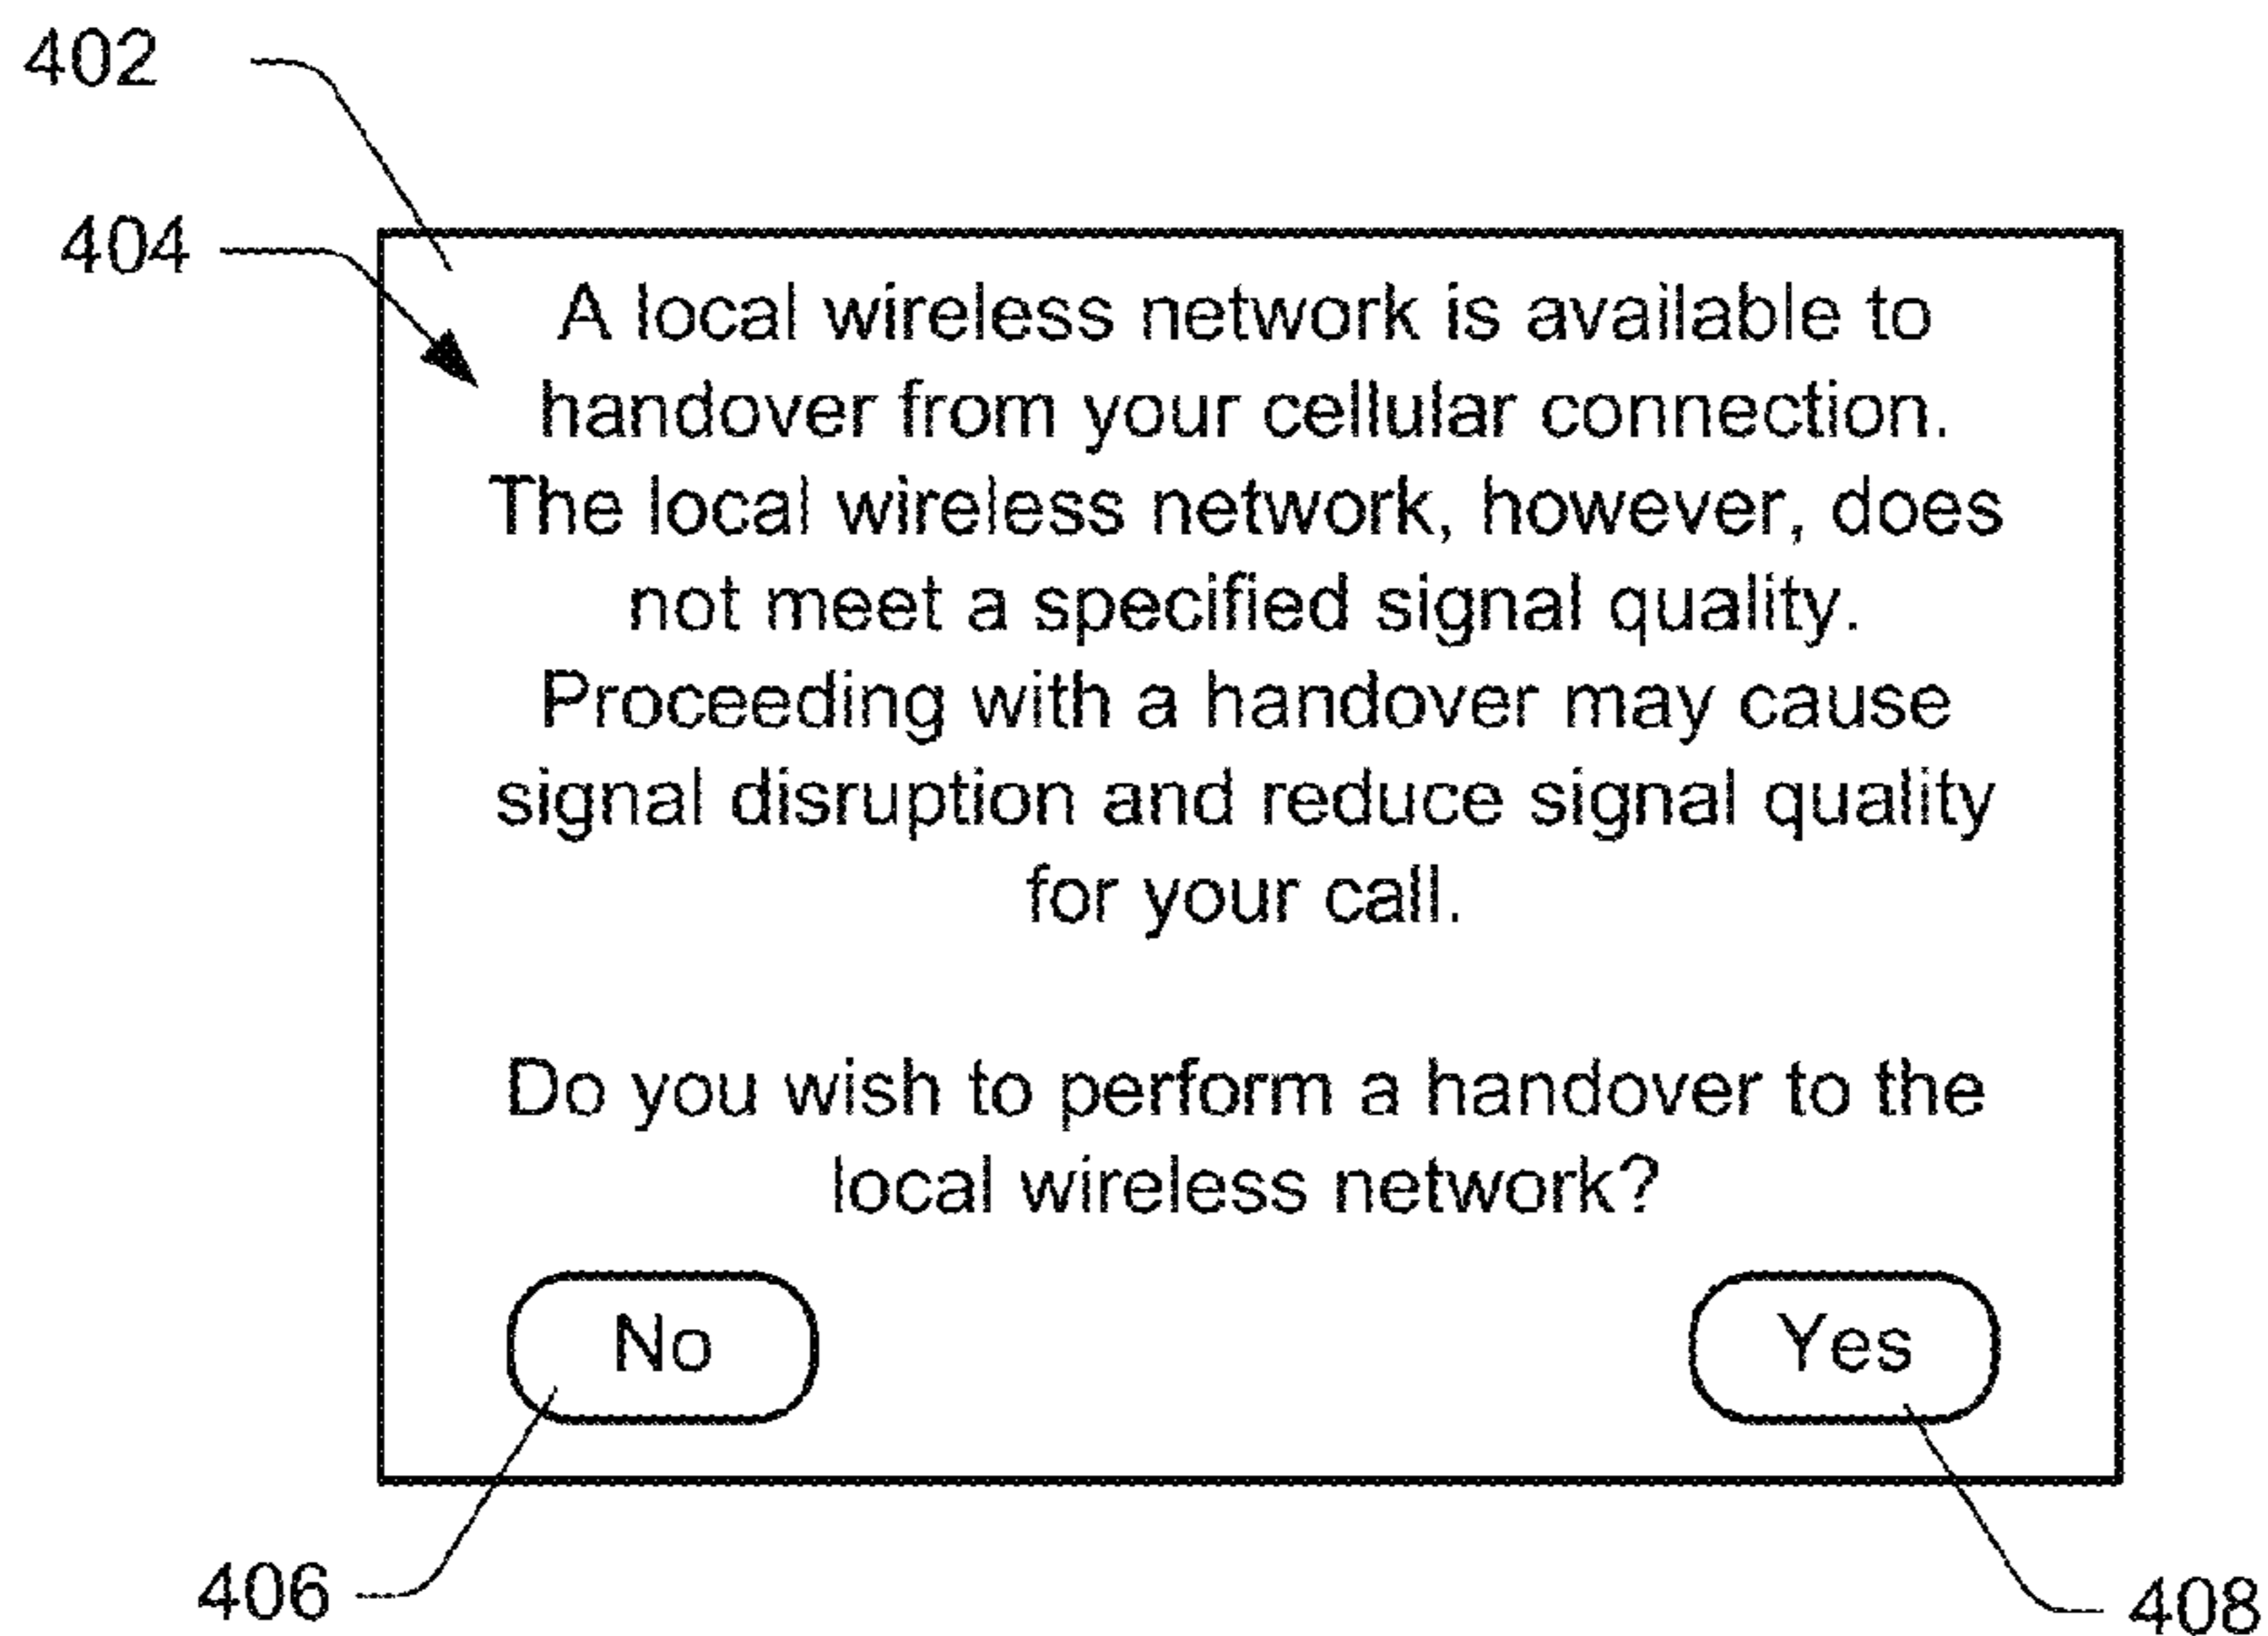 402
404
A local wireless network is available to
handover from your cellular connection.
The local wireless network, however, does
not meet a specified signal quality.
Proceeding with a handover may cause
signal disruption and reduce signal quality
for your call.
Do you wish to perform a handover to the
local wireless network?
No
Yes
406
408